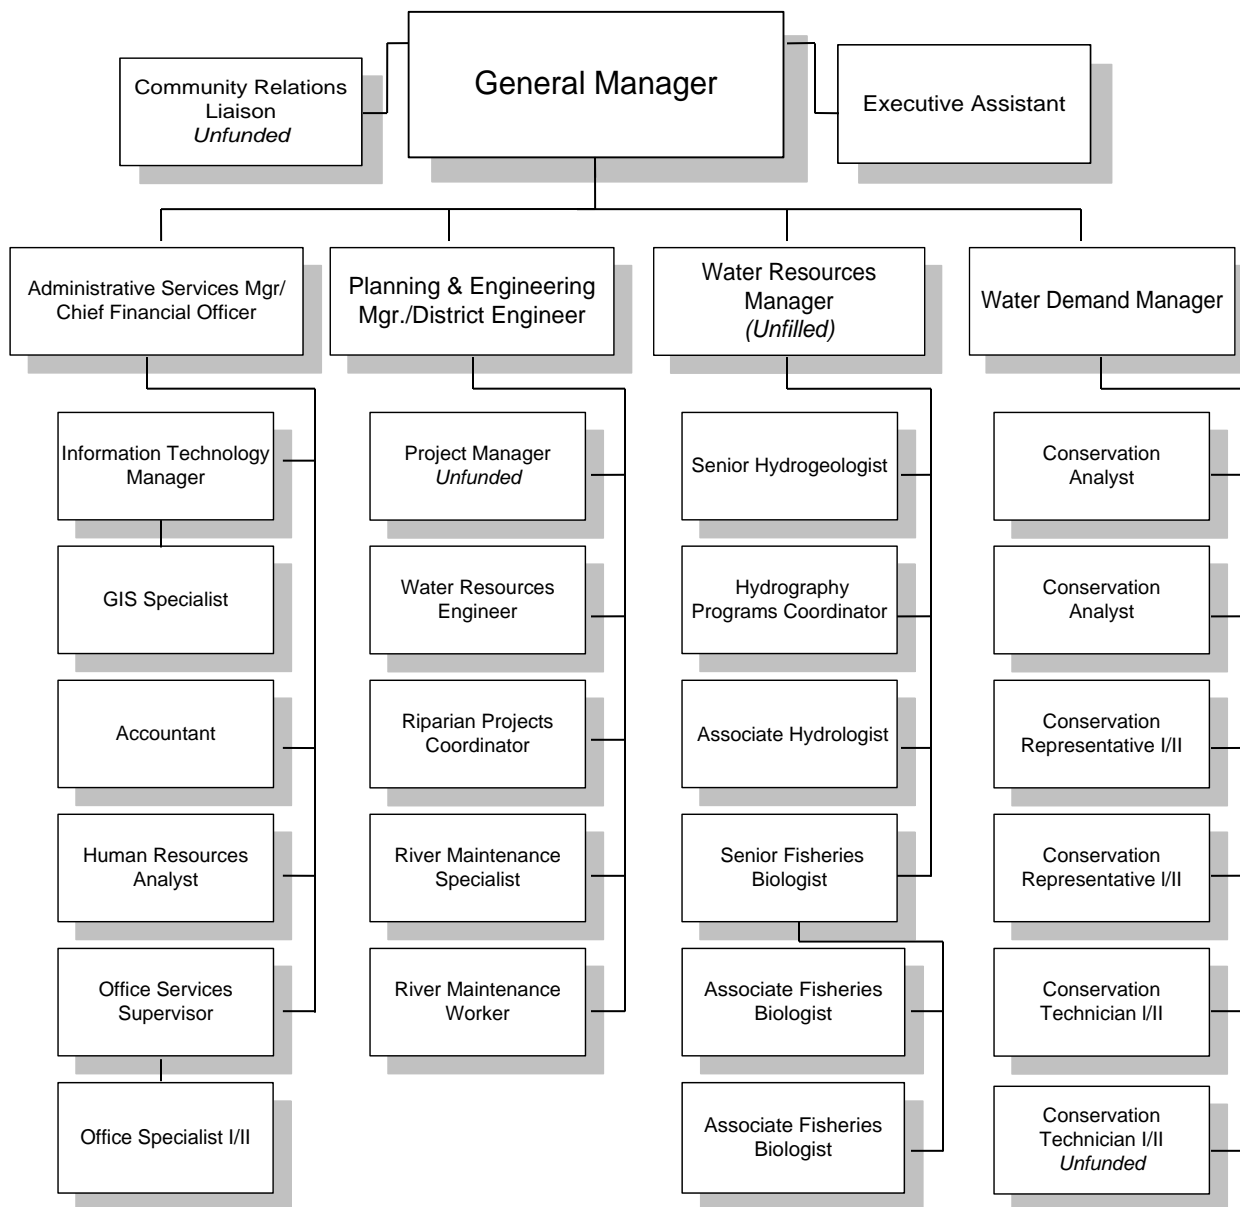 General Manager
Community Relations
Liaison
Unfunded
Executive Assistant
Administrative Services Mgr/
Chief Financial Officer
Planning & Engineering
Mgr./District Engineer
Water Resources
Manager
(Unfilled)
Water Demand Manager
Information Technology
Manager
GIS Specialist
Accountant
Human Resources
Analyst
Office Services
Supervisor
Office Specialist I/II
Project Manager
Unfunded
Water Resources
Engineer
Riparian Projects
Coordinator
River Maintenance
Specialist
River Maintenance
Worker
Senior Hydrogeologist
Hydrography
Programs Coordinator
Associate Hydrologist
Senior Fisheries
Biologist
Associate Fisheries
Biologist
Associate Fisheries
Biologist
Conservation
Analyst
Conservation
Analyst
Conservation
Representative I/II
Conservation
Representative I/II
Conservation
Technician I/II
Conservation
Technician I/II
Unfunded